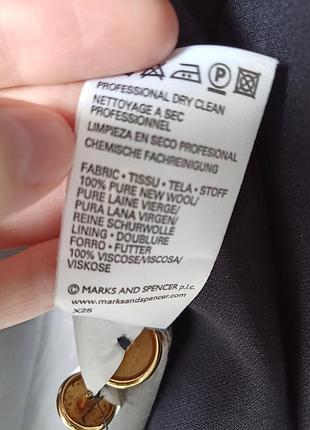 P
PROFESSIONAL DRY CLEAN
NETTOYAGE A SEC
PROFESSIONNEL
LIMPIEZA EN SECO PROFESIONAL
CHEMISCHE FACHREINIGUNG
FABRIC • TISSU • TELA • STOFF
100% PURE NEW WOOL/
PURE LAINE VIERGE/
PURA LANA VIRGEN/
REINE SCHURWOLLE
LINING • DOUBLURE
FORRO • FUTTER
100% VISCOSE/VISCOSA/
VISKOSE
© MARKS AND SPENCER p.l.c.
www.marksandspencer.com
X25